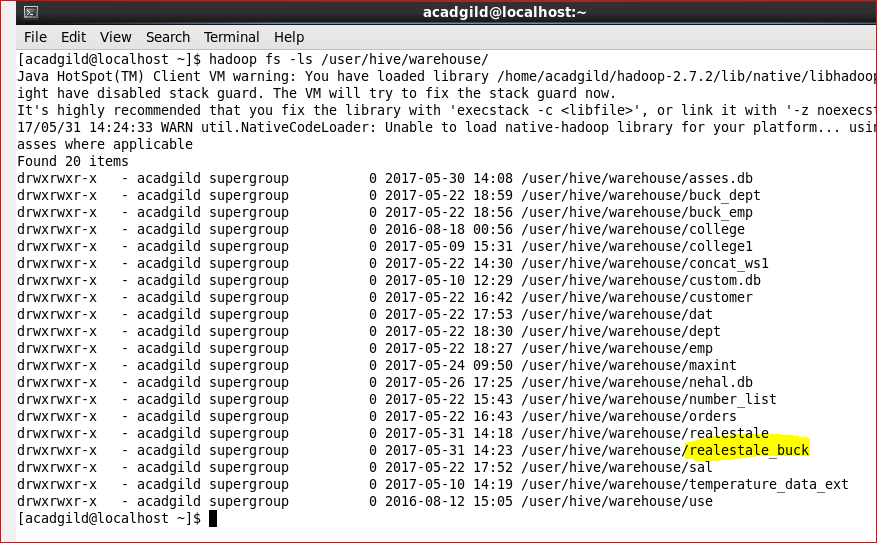 acadgild@localhost:~
File Edit View Search Terminal Help
[acadgild@localhost ~]$ hadoop fs -ls /user/hive/warehouse/
Java HotSpot(TM) Client VM warning: You have loaded library /home/acadgild/hadoop-2.7.2/lib/native/libhadoop
ight have disabled stack guard. The VM will try to fix the stack guard now.
It's highly recommended that you fix the library with 'execstack -c <libfile>', or link it with '-z noexecst
17/05/31 14:24:33 WARN util.NativeCodeLoader: Unable to load native-hadoop library for your platform... usin
asses where applicable
Found 20 items
drwxrwxr-x - acadgild supergroup 0 2017-05-30 14:08 /user/hive/warehouse/asses.db
drwxrwxr-x - acadgild supergroup 0 2017-05-22 18:59 /user/hive/warehouse/buck_dept
drwxrwxr-x - acadgild supergroup 0 2017-05-22 18:56 /user/hive/warehouse/buck_emp
drwxrwxr-x - acadgild supergroup 0 2016-08-18 00:56 /user/hive/warehouse/college
drwxrwxr-x - acadgild supergroup 0 2017-05-09 15:31 /user/hive/warehouse/college1
drwxrwxr-x - acadgild supergroup 0 2017-05-22 14:30 /user/hive/warehouse/concat_ws1
drwxrwxr-x - acadgild supergroup 0 2017-05-10 12:29 /user/hive/warehouse/custom.db
drwxrwxr-x - acadgild supergroup 0 2017-05-22 16:42 /user/hive/warehouse/customer
drwxrwxr-x - acadgild supergroup 0 2017-05-22 17:53 /user/hive/warehouse/dat
drwxrwxr-x - acadgild supergroup 0 2017-05-22 18:30 /user/hive/warehouse/dept
drwxrwxr-x - acadgild supergroup 0 2017-05-22 18:27 /user/hive/warehouse/emp
drwxrwxr-x - acadgild supergroup 0 2017-05-24 09:50 /user/hive/warehouse/maxint
drwxrwxr-x - acadgild supergroup 0 2017-05-26 17:25 /user/hive/warehouse/nehal.db
drwxrwxr-x - acadgild supergroup 0 2017-05-22 15:43 /user/hive/warehouse/number_list
drwxrwxr-x - acadgild supergroup 0 2017-05-22 16:43 /user/hive/warehouse/orders
drwxrwxr-x - acadgild supergroup 0 2017-05-31 14:18 /user/hive/warehouse/realestale
drwxrwxr-x - acadgild supergroup 0 2017-05-31 14:23 /user/hive/warehouse/realestale_buck
drwxrwxr-x - acadgild supergroup 0 2017-05-22 17:52 /user/hive/warehouse/sal
drwxrwxr-x - acadgild supergroup 0 2017-05-10 14:19 /user/hive/warehouse/temperature_data_ext
drwxrwxr-x - acadgild supergroup 0 2016-08-12 15:05 /user/hive/warehouse/use
[acadgild@localhost ~]$